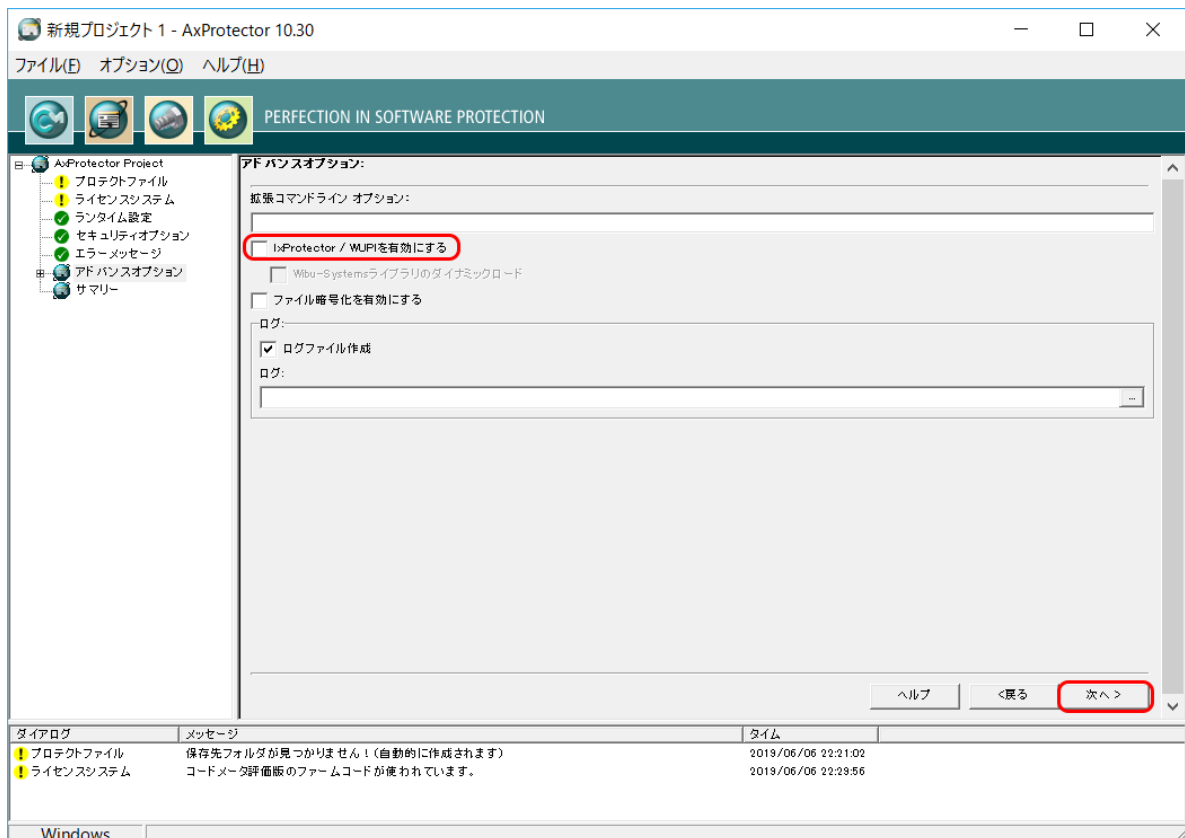 新規プロジェクト 1 - AxProtector 10.30
ファイル(F) オプション(O) ヘルプ(H)
PERFECTION IN SOFTWARE PROTECTION
AxProtector Project
プロテクトファイル
ライセンスシステム
ランタイム設定
セキュリティオプション
エラーメッセージ
アドバンスオプション
サマリー
アドバンスオプション:
拡張コマンドライン オプション:
IxProtector / WUPIを有効にする
Wibu-Systemsライブラリのダイナミックロード
ファイル暗号化を有効にする
ログ:
ログファイル作成
ログ:
...
ヘルプ <戻る 次へ >
ダイアログ メッセージ タイム
プロテクトファイル 保存先フォルダが見つかりません！(自動的に作成されます) 2019/06/06 22:21:02
ライセンスシステム コードメータ評価版のファームコードが使われています。 2019/06/06 22:29:56
Windows